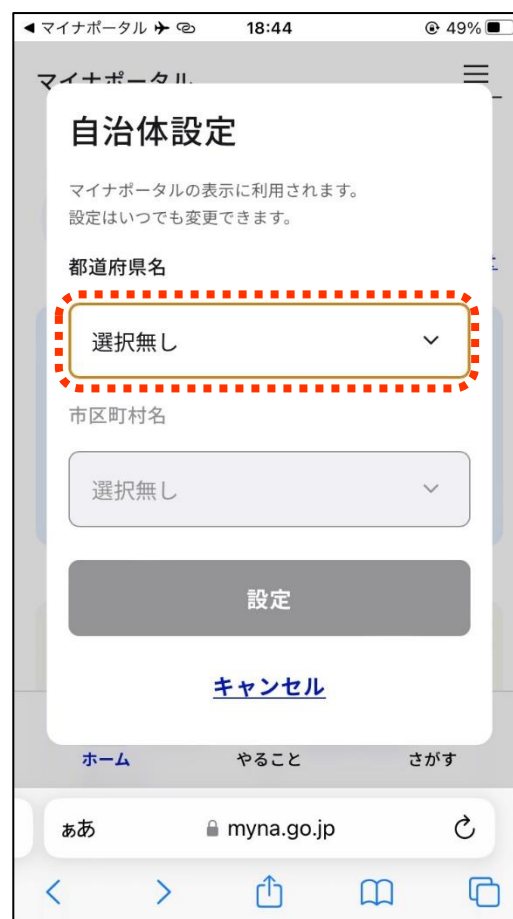 マイナポータル
18:44
49%
マイナポータル
自治体設定
マイナポータルの表示に利用されます。
設定はいつでも変更できます。
都道府県名
選択無し
市区町村名
選択無し
設定
キャンセル
ホーム
やること
さがす
ぁあ
myna.go.jp